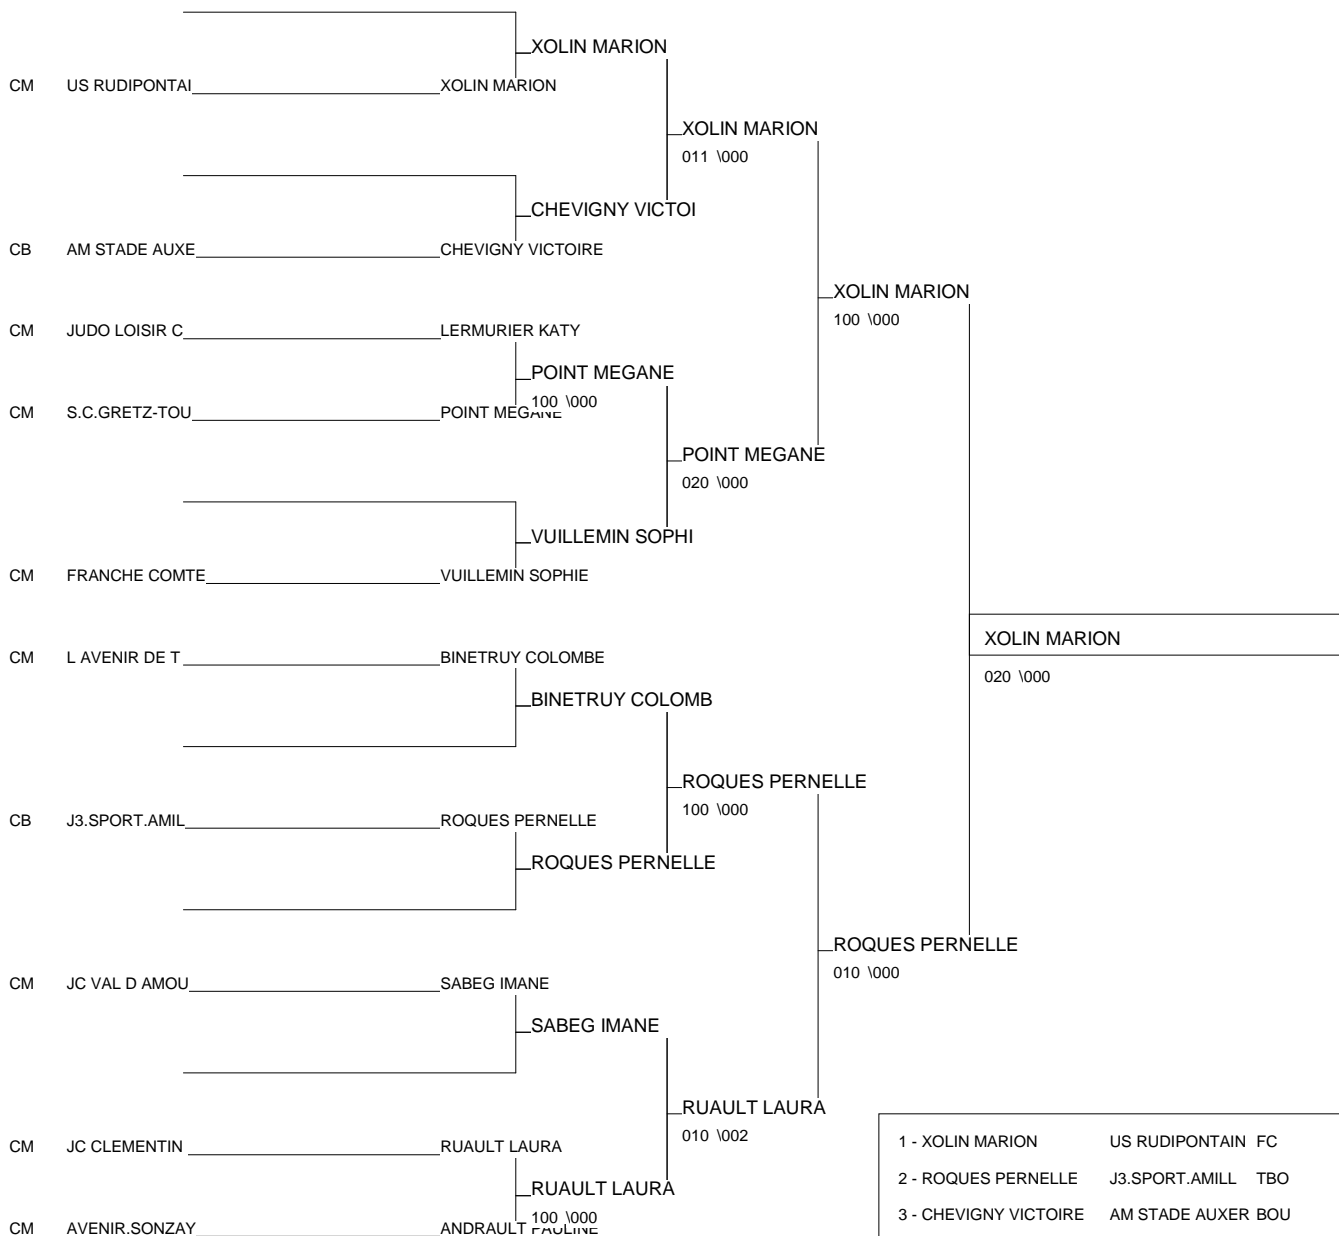 XOLIN MARION
CM US RUDIPONTAI XOLIN MARION
XOLIN MARION
011 \000
CHEVIGNY VICTOI
CB AM STADE AUXE CHEVIGNY VICTOIRE
XOLIN MARION
100 \000
CM JUDO LOISIR C LERMURIER KATY
POINT MEGANE
100 \000
CM S.C.GRETZ-TOU POINT MEGANE
POINT MEGANE
020 \000
VUILLEMIN SOPHI
CM FRANCHE COMTE VUILLEMIN SOPHIE
XOLIN MARION
020 \000
CM L AVENIR DE T BINETRUY COLOMBE
BINETRUY COLOMB
ROQUES PERNELLE
100 \000
CB J3.SPORT.AMIL ROQUES PERNELLE
ROQUES PERNELLE
ROQUES PERNELLE
010 \000
CM JC VAL D AMOU SABEG IMANE
SABEG IMANE
RUAULT LAURA
010 \002
CM JC CLEMENTIN RUAULT LAURA
RUAULT LAURA
100 \000
CM AVENIR.SONZAY ANDRAULT PAULINE
1 - XOLIN MARION US RUDIPONTAIN FC
2 - ROQUES PERNELLE J3.SPORT.AMILL TBO
3 - CHEVIGNY VICTOIRE AM STADE AUXER BOU